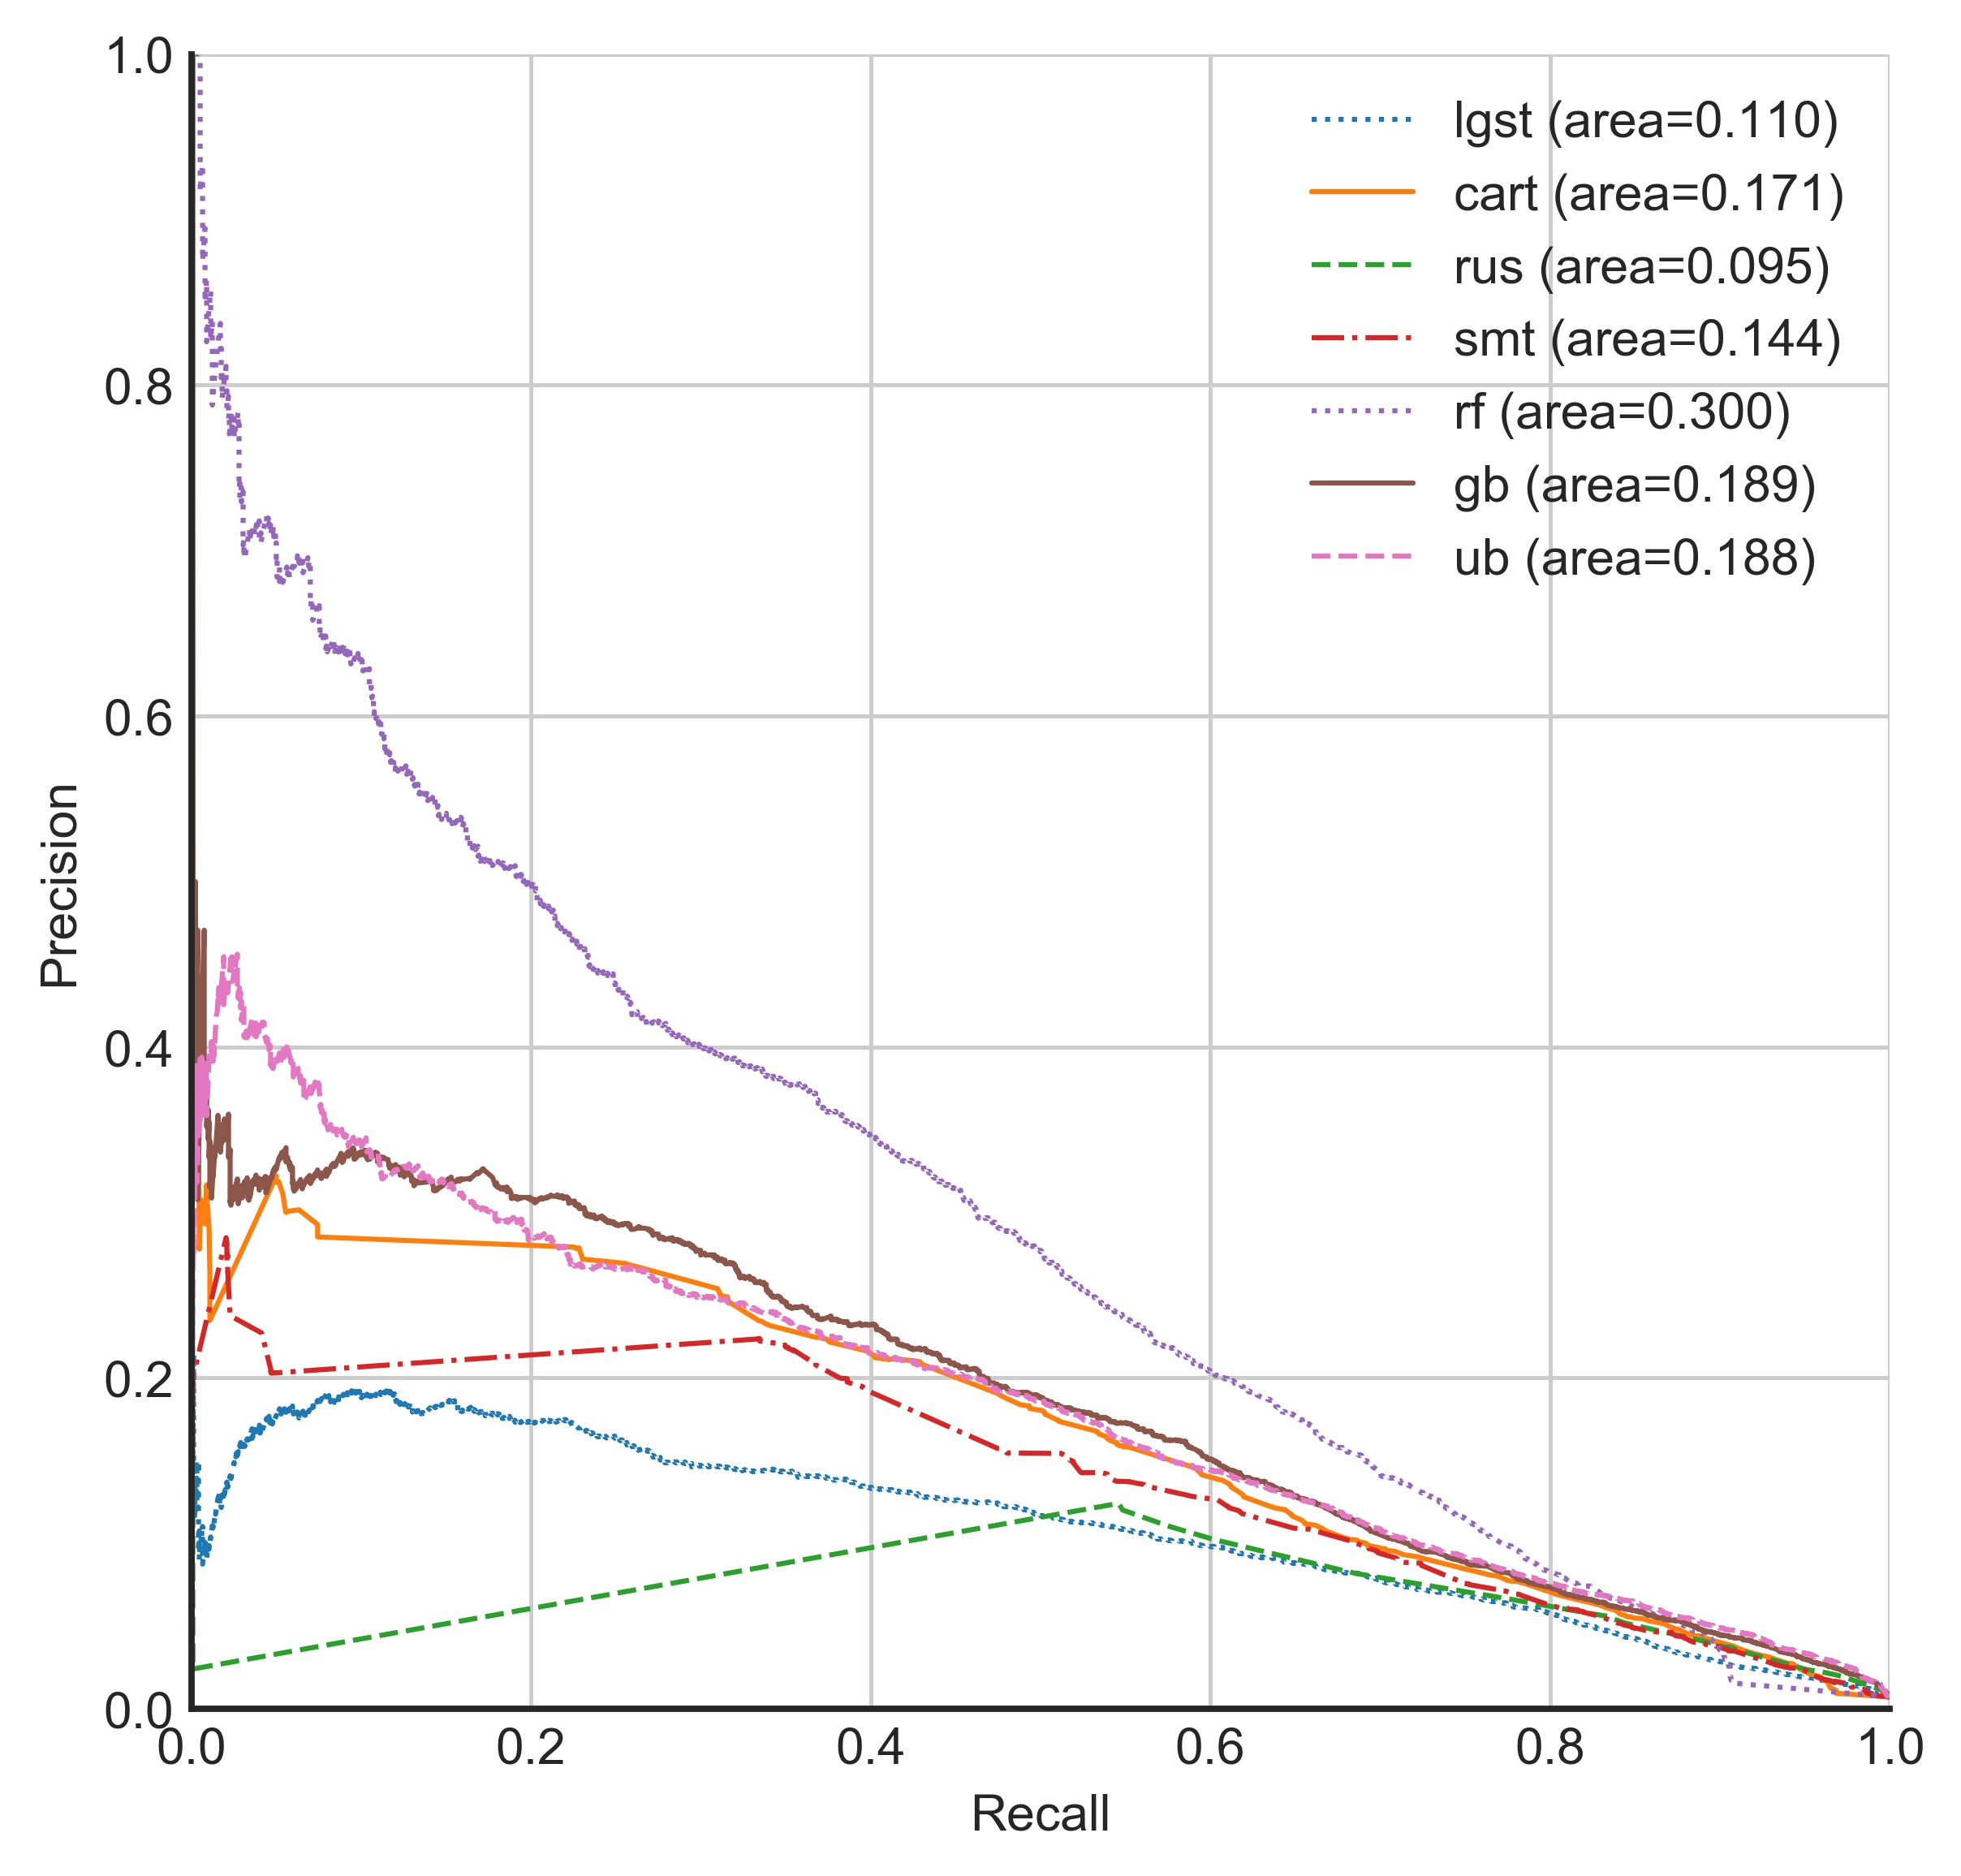 1.0
0.8
0.6
0.4
0.2
0.0
Precision
lgst (area=0.110)
cart (area=0.171)
rus (area=0.095)
smt (area=0.144)
rf (area=0.300)
gb (area=0.189)
ub (area=0.188)
0.0 0.2 0.4 0.6 0.8 1.0
Recall